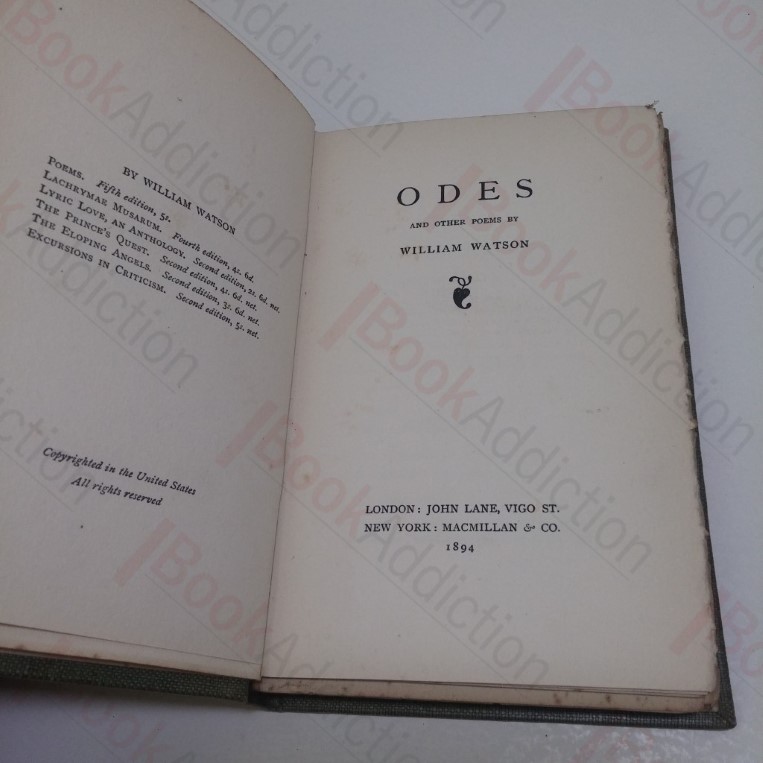 BY WILLIAM WATSON
POEMS. Fifth edition, 5s.
LACHRYMAE MUSARUM. Fourth edition, 4s. 6d.
LYRIC LOVE, AN ANTHOLOGY. Second edition, 2s. 6d. net.
THE PRINCE'S QUEST. Second edition, 4s. 6d. net.
THE ELOPING ANGELS. Second edition, 3s. 6d. net.
EXCURSIONS IN CRITICISM. Second edition, 5s. net.
Copyrighted in the United States
All rights reserved
ODES
AND OTHER POEMS BY
WILLIAM WATSON
LONDON: JOHN LANE, VIGO ST.
NEW YORK: MACMILLAN & CO.
1894
BookAddiction